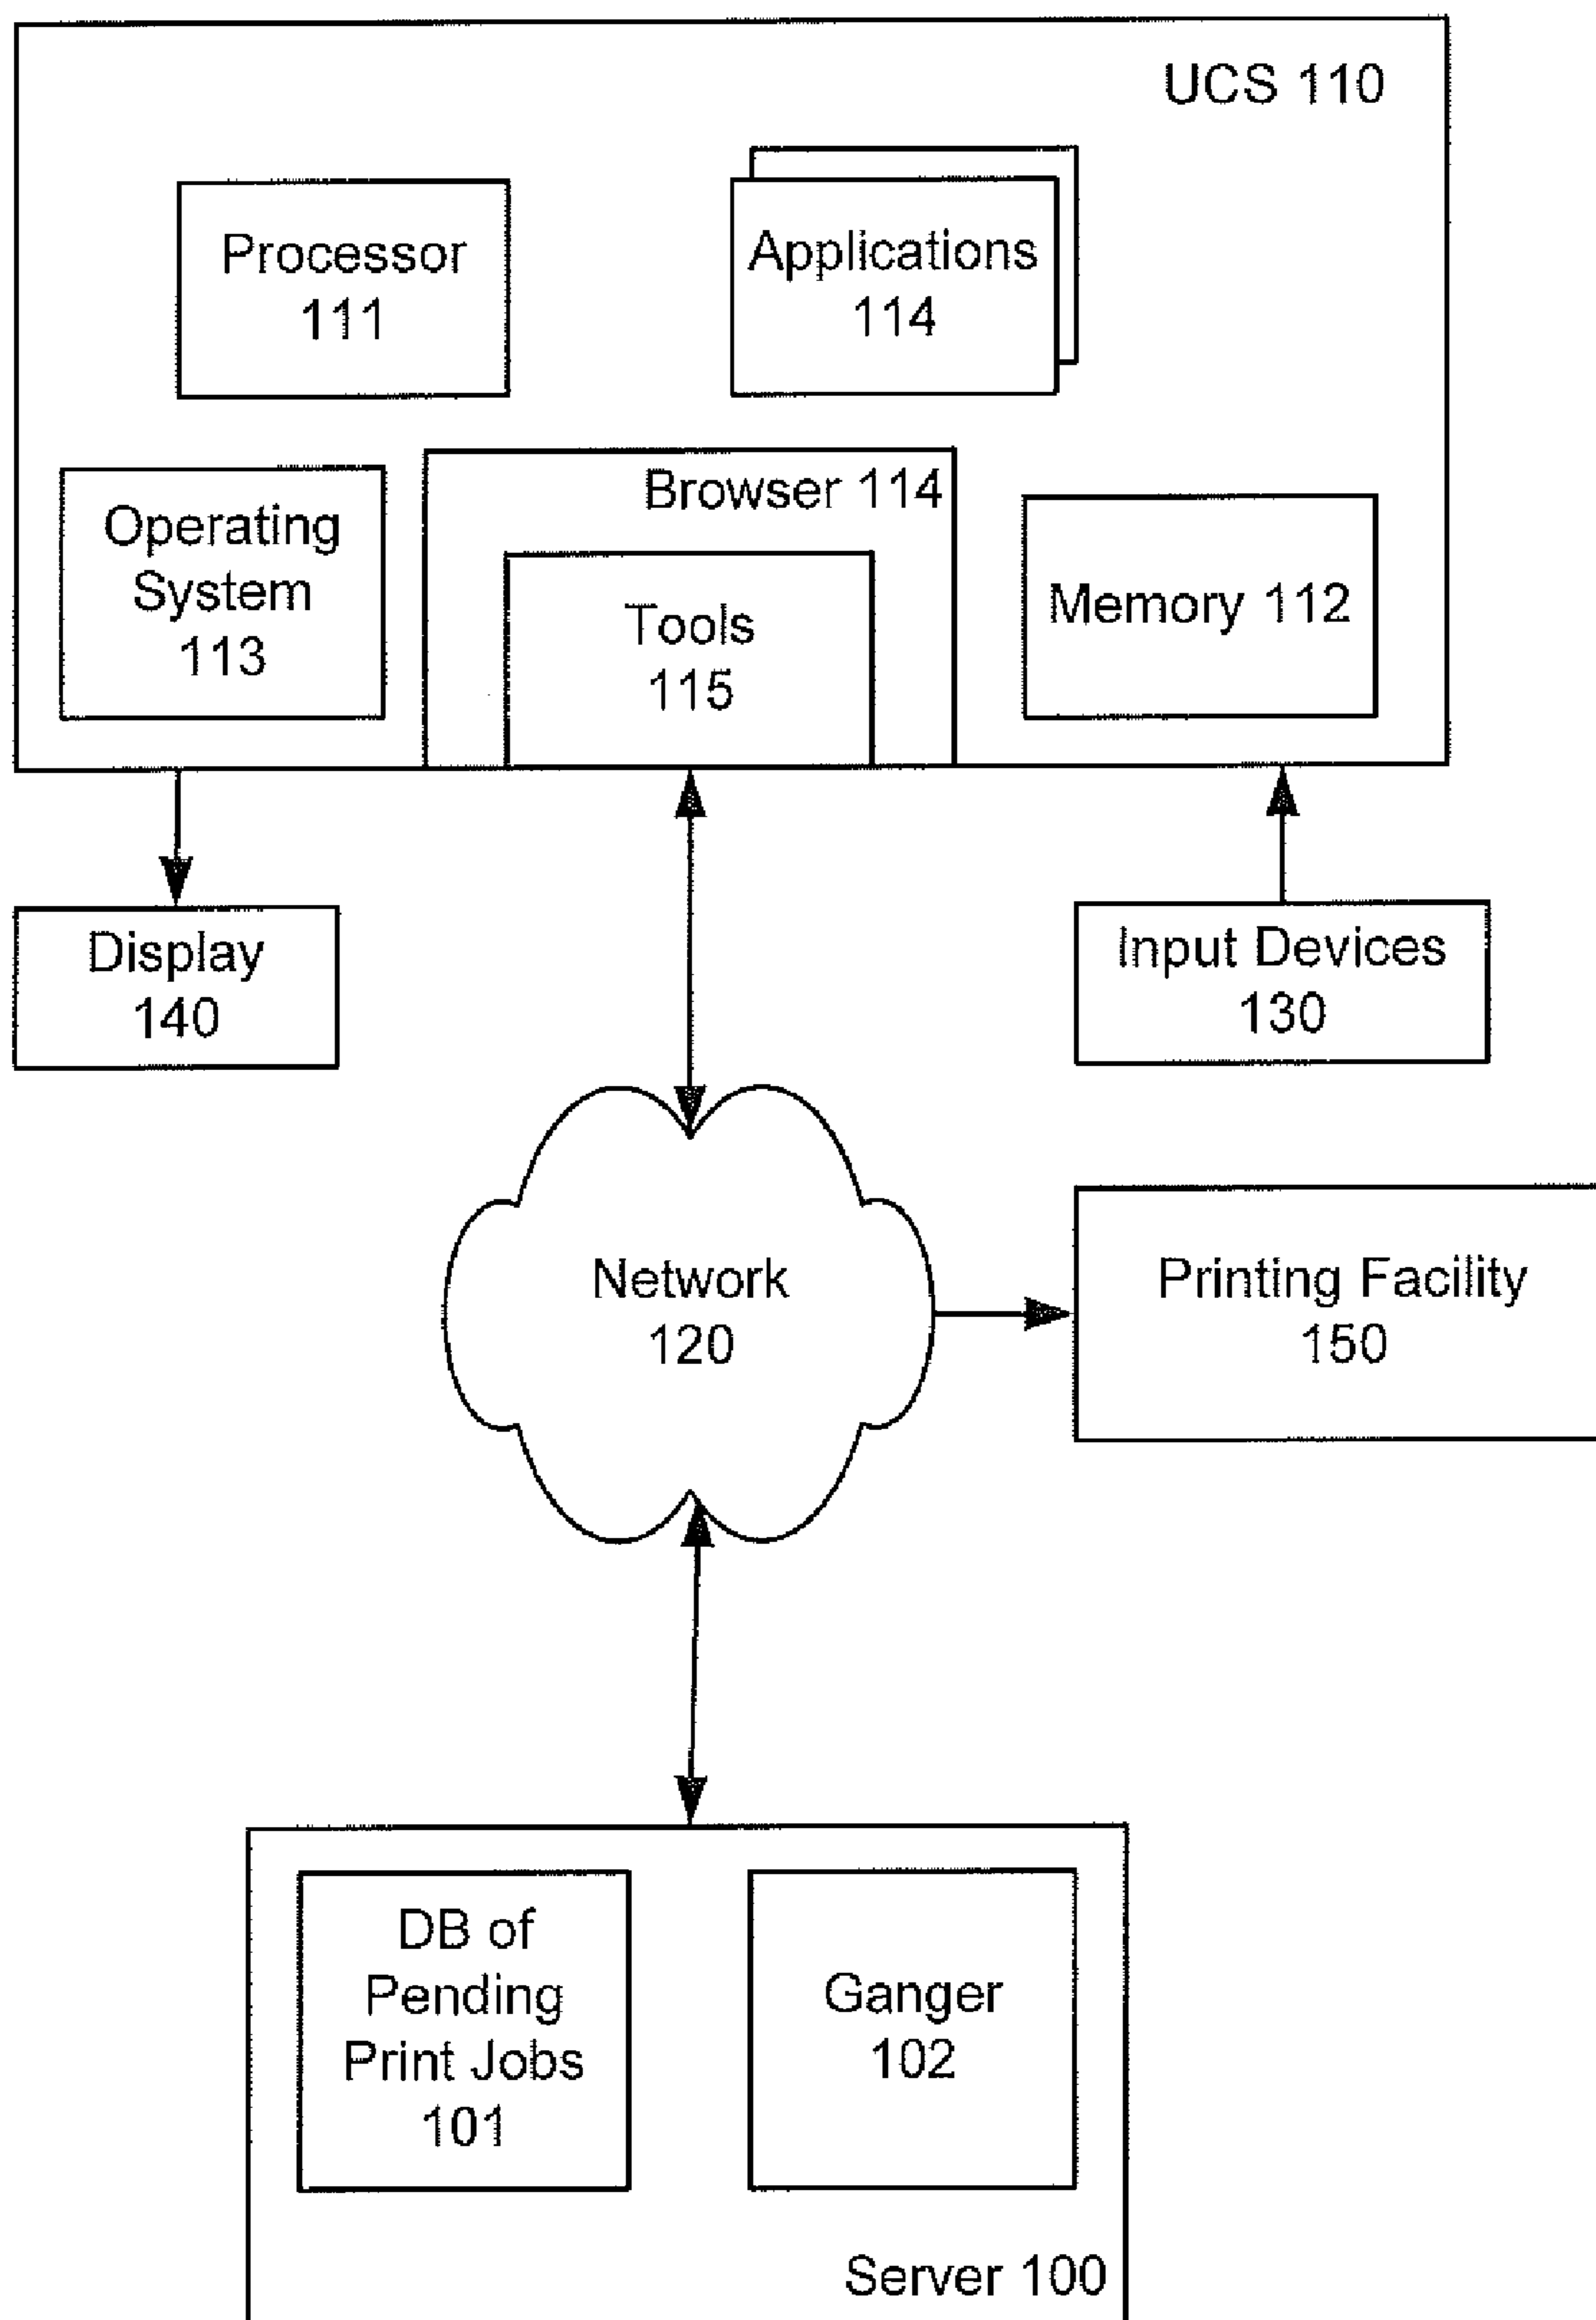 UCS 110
Processor
111
Applications
114
Operating
System
113
Browser 114
Tools
115
Memory 112
Display
140
Input Devices
130
Network
120
Printing Facility
150
DB of
Pending
Print Jobs
101
Ganger
102
Server 100